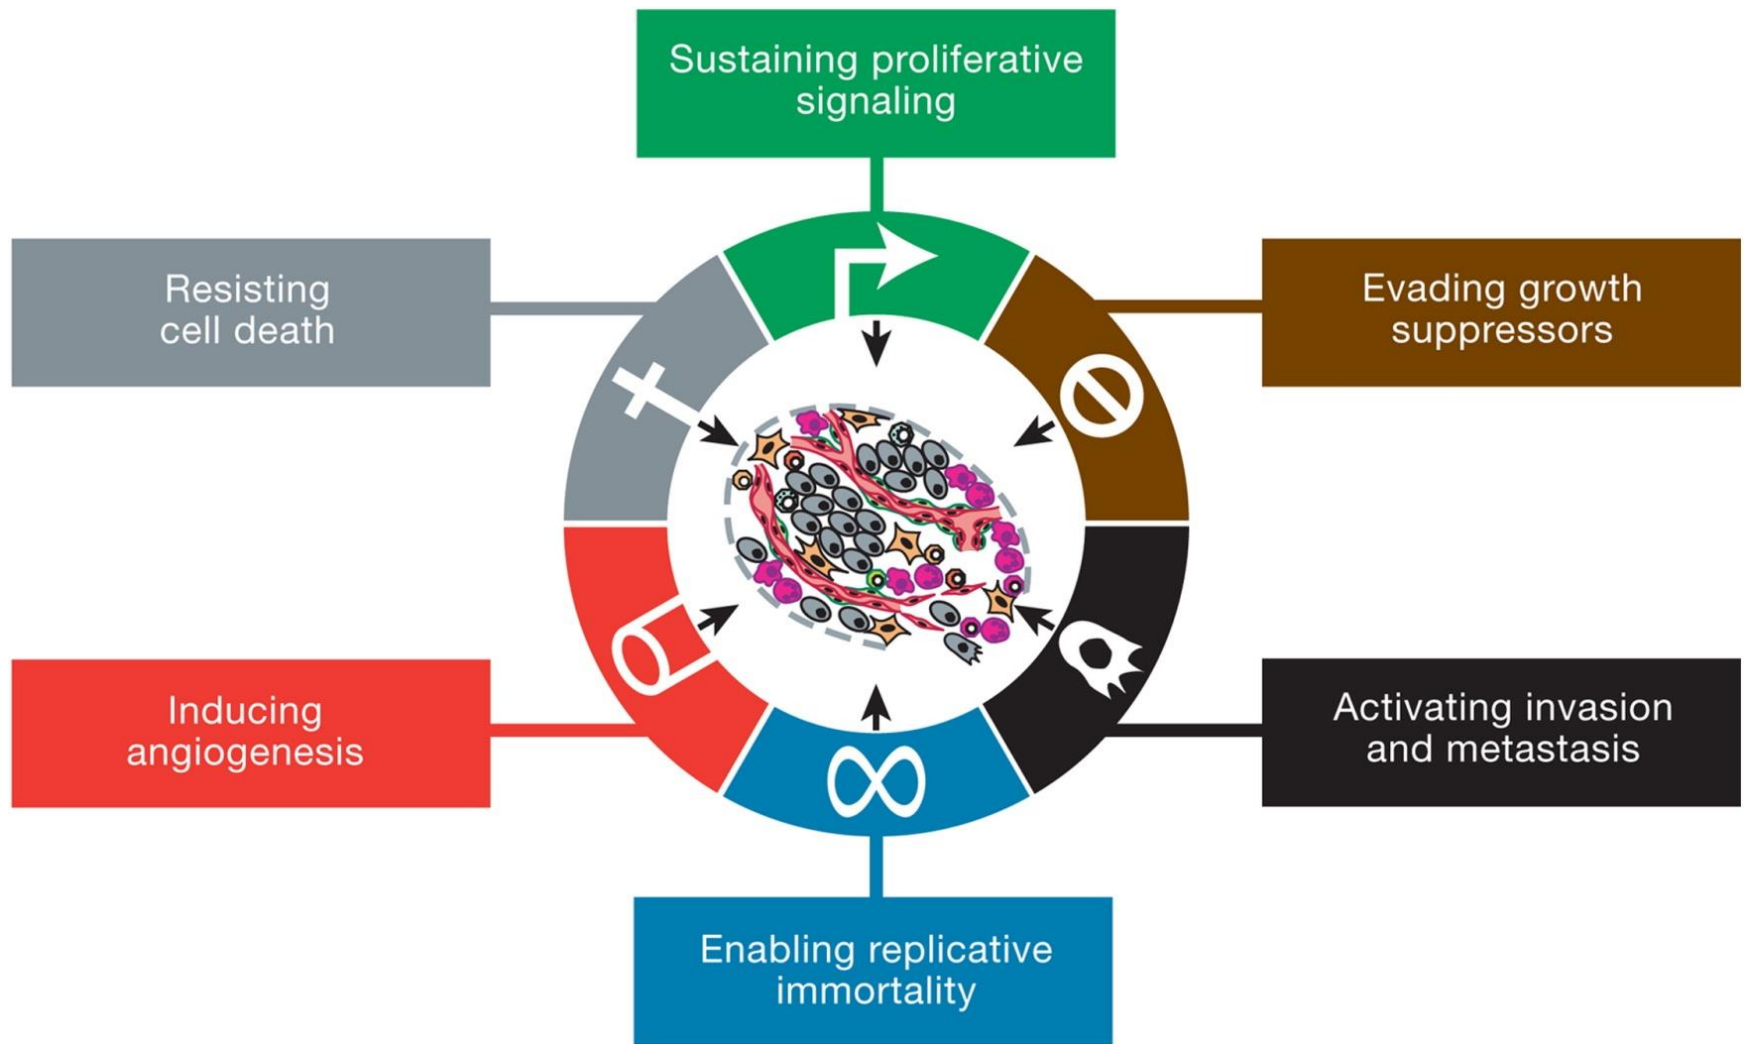 Sustaining proliferative
signaling
Resisting
cell death
Evading growth
suppressors
Inducing
angiogenesis
Activating invasion
and metastasis
Enabling replicative
immortality